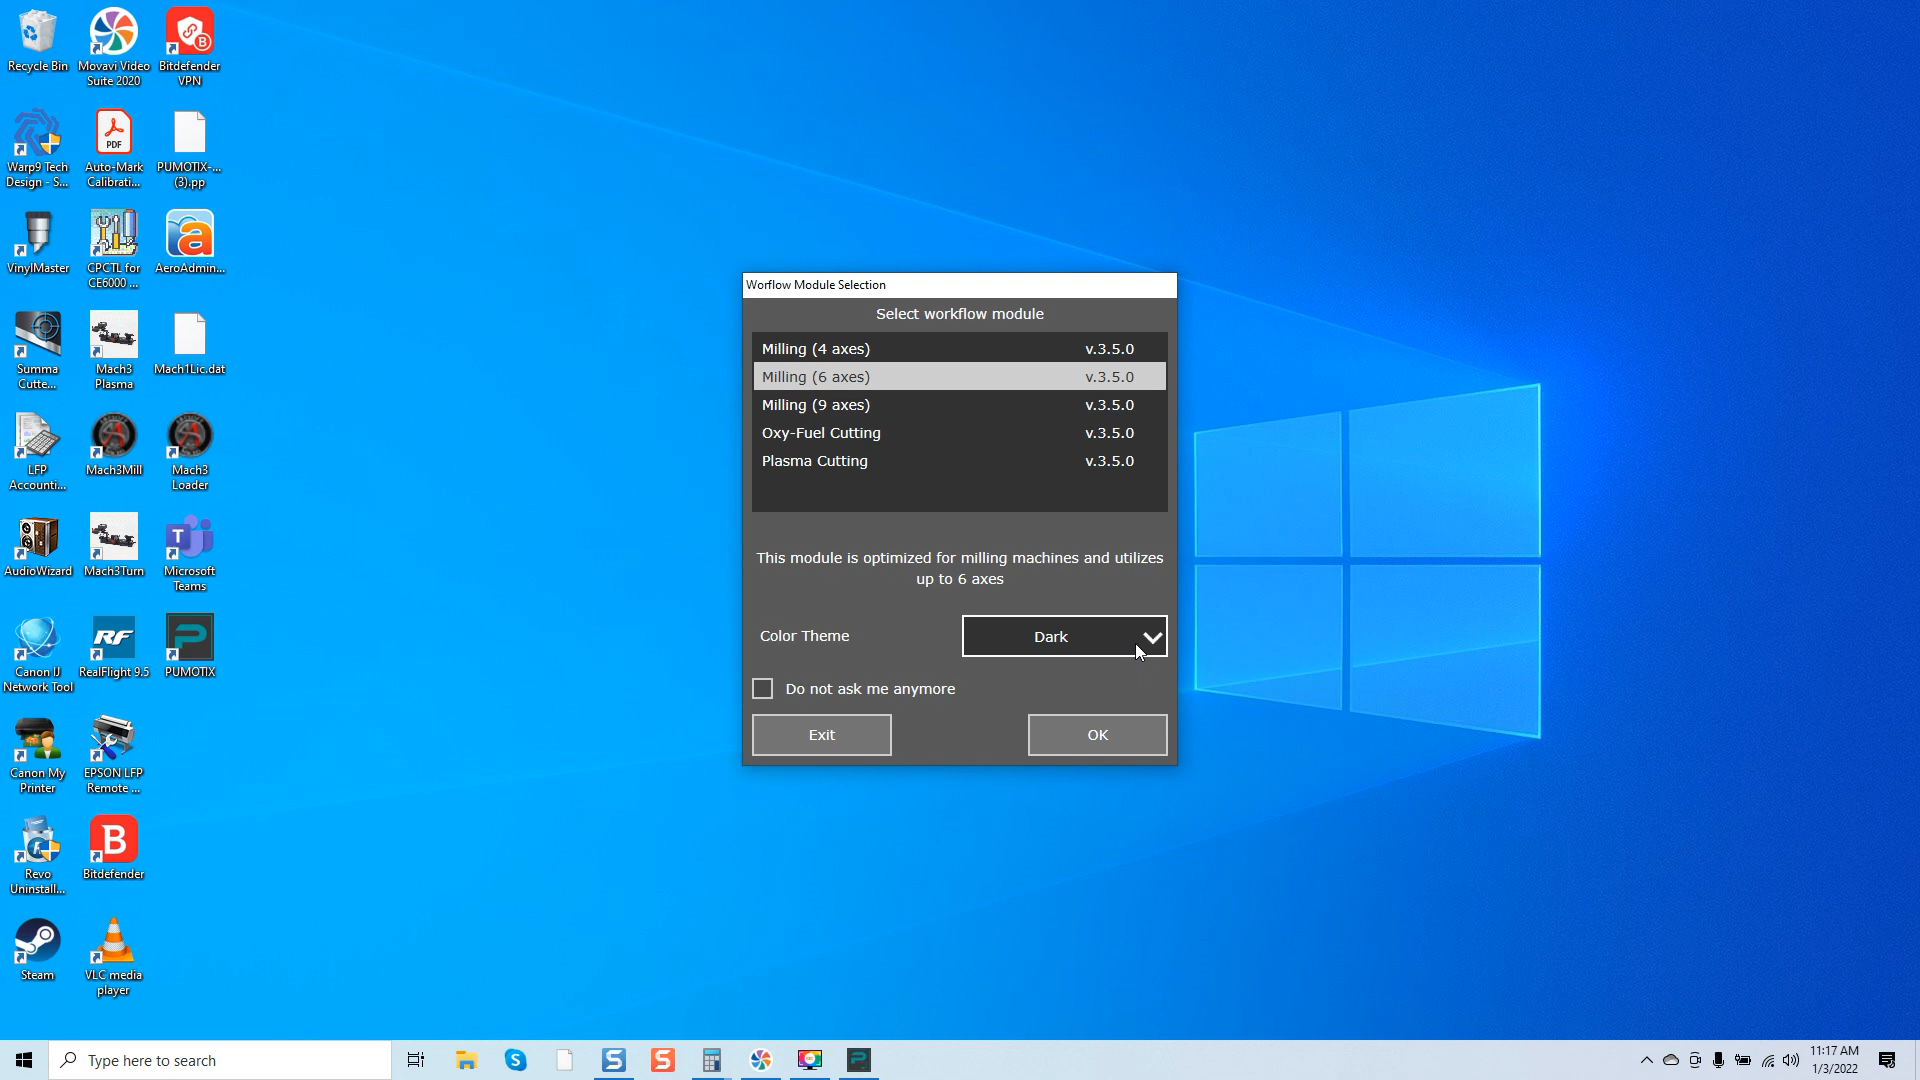 Recycle Bin
Movavi Video
Suite 2020
Bitdefender
VPN
Warp9 Tech
Design - S...
PDF
Auto-Mark
Calibrati...
PUMOTIX-...
(3).pp
VinylMaster
CPCTL for
CE6000 ...
AeroAdmin...
Summa
Cutte...
Mach3
Plasma
Mach1Lic.dat
LFP
Accounti...
Mach3Mill
Mach3
Loader
AudioWizard
Mach3Turn
Microsoft
Teams
Canon IJ
Network Tool
RealFlight 9.5
PUMOTIX
Canon My
Printer
EPSON LFP
Remote ...
Revo
Uninstall...
Bitdefender
Steam
VLC media
player
Worflow Module Selection
Select workflow module
Milling (4 axes) v.3.5.0
Milling (6 axes) v.3.5.0
Milling (9 axes) v.3.5.0
Oxy-Fuel Cutting v.3.5.0
Plasma Cutting v.3.5.0
This module is optimized for milling machines and utilizes
up to 6 axes
Color Theme Dark
Do not ask me anymore
Exit OK
Type here to search
11:17 AM
1/3/2022